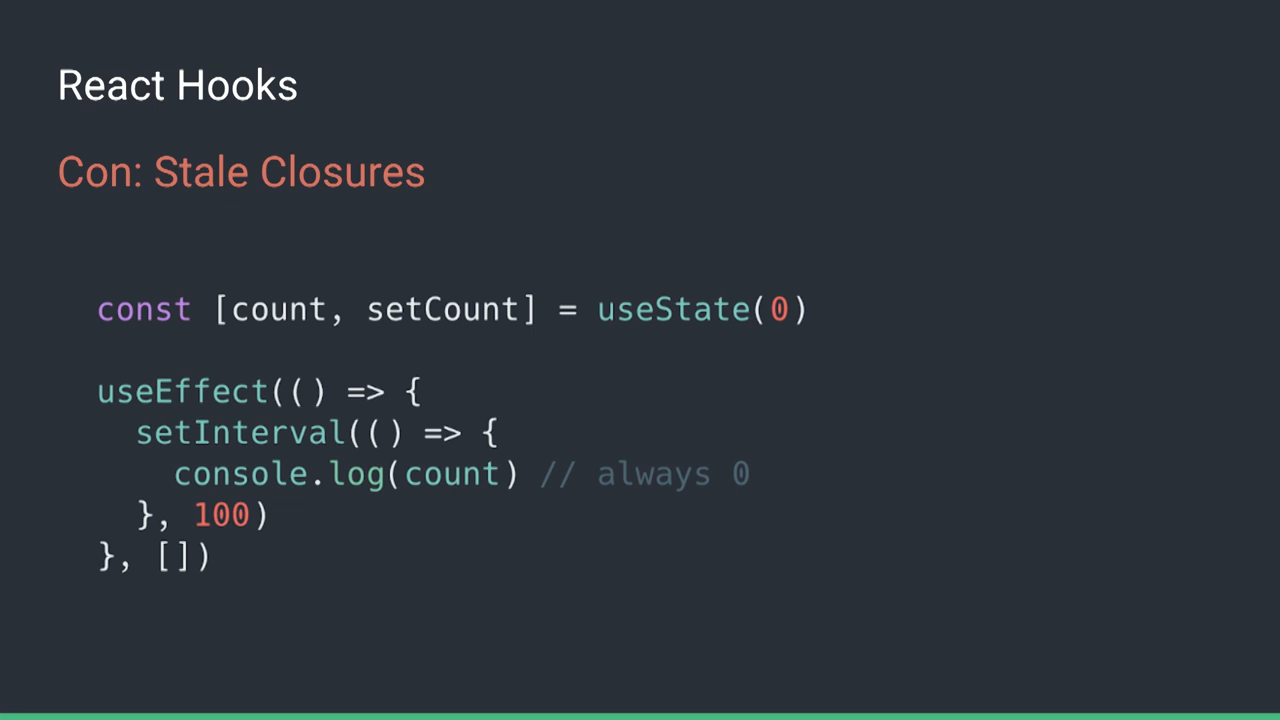 React Hooks
Con: Stale Closures
const [count, setCount] = useState(0)
useEffect(() => {
  setInterval(() => {
    console.log(count) // always 0
  }, 100)
}, [])